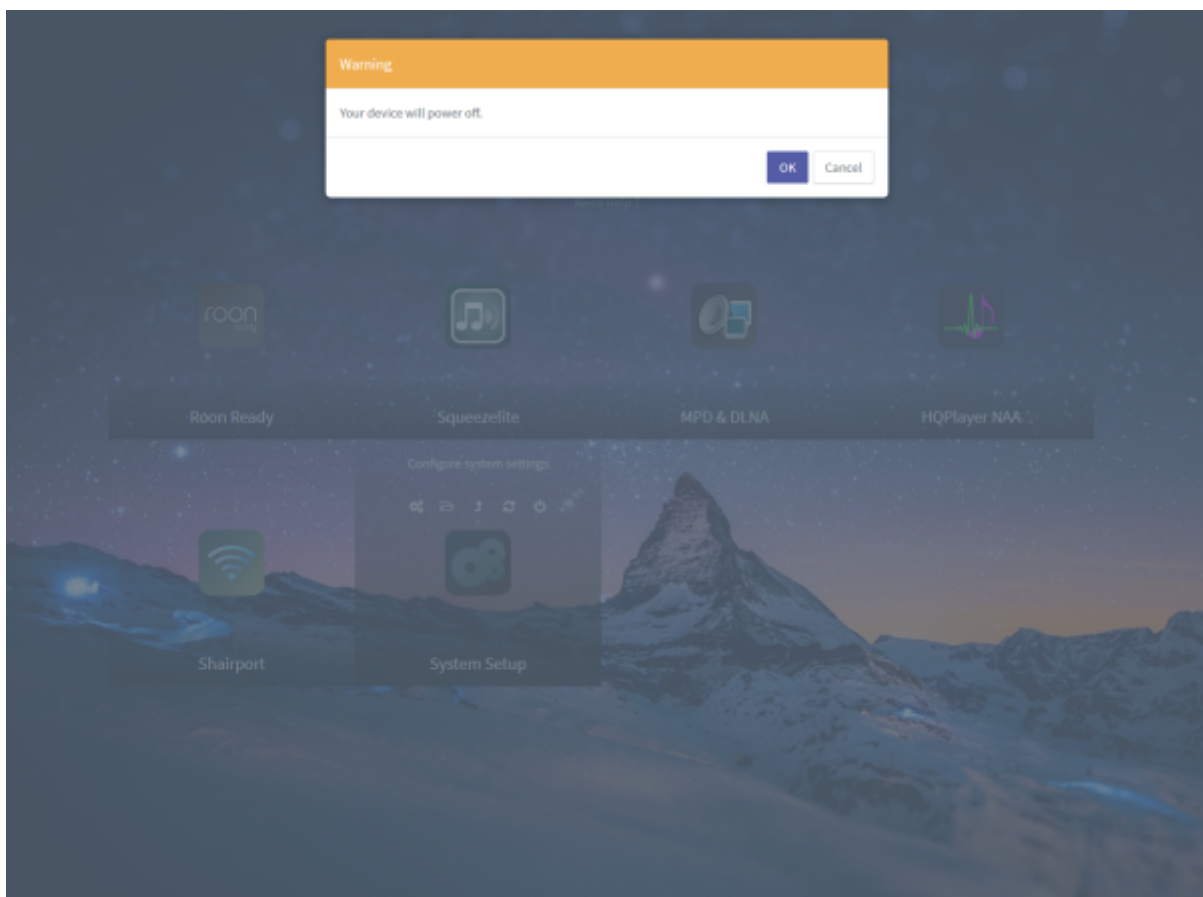 Warning
Your device will power off.
OK Cancel
roon
ready
Roon Ready Squeezelite MPD & DLNA HQPlayer NAA
Configure system settings
Shairport System Setup